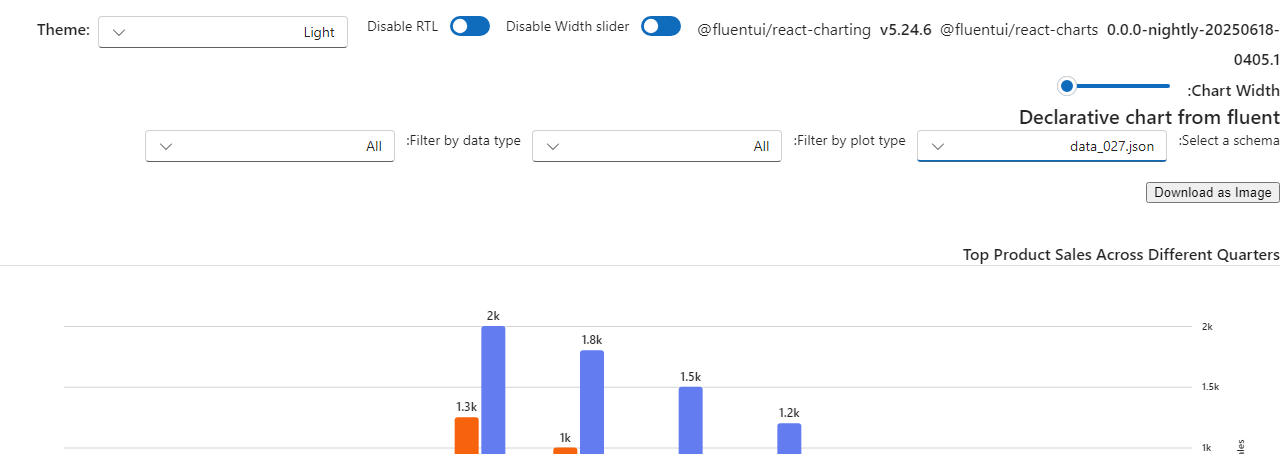 Theme: Light Disable RTL Disable Width slider @fluentui/react-charting v5.24.6 @fluentui/react-charts 0.0.0-nightly-20250618-
0405.1
:Chart Width
Declarative chart from fluent
:Select a schema data_027.json :Filter by plot type All :Filter by data type All
Download as Image
Top Product Sales Across Different Quarters
2k
2k
1.8k
1.5k
1.5k
1.3k
1.2k
1k
1k